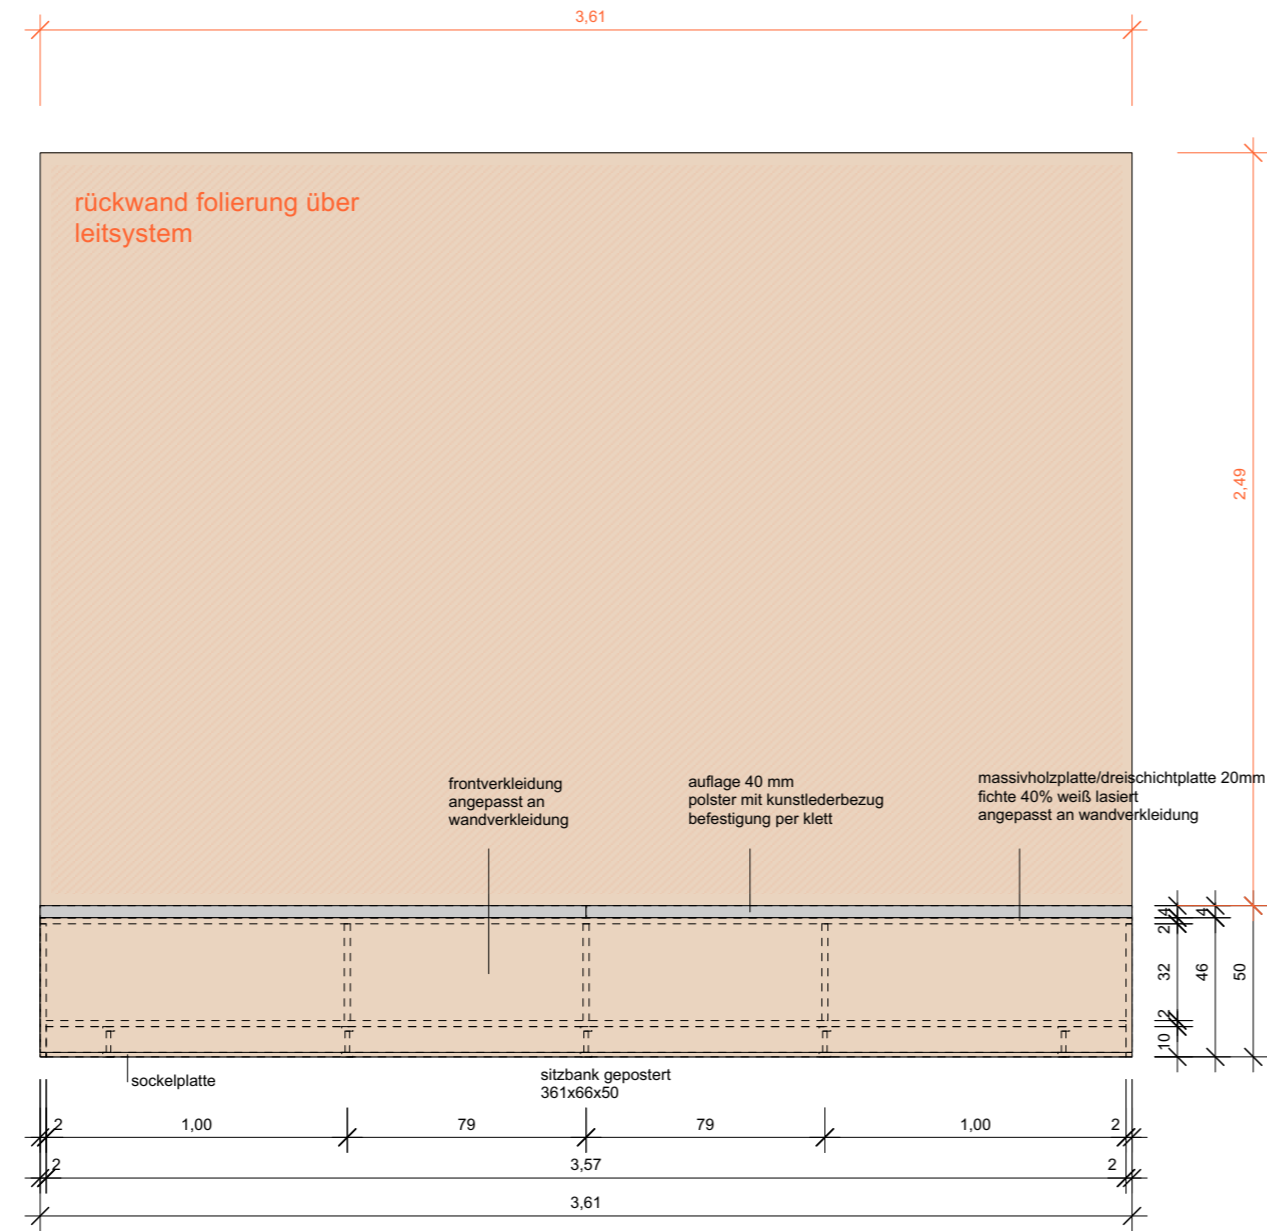 3,61
rückwand folierung über
leitsystem
2,49
frontverkleidung
angepasst an
wandverkleidung
auflage 40 mm
polster mit kunstlederbezug
befestigung per klett
massivholzplatte/dreischichtplatte 20mm
fichte 40% weiß lasiert
angepasst an wandverkleidung
4
4
2
32
46
50
2
10
sockelplatte
sitzbank gepostert
361x66x50
2
1,00
79
79
1,00
2
2
3,57
2
3,61